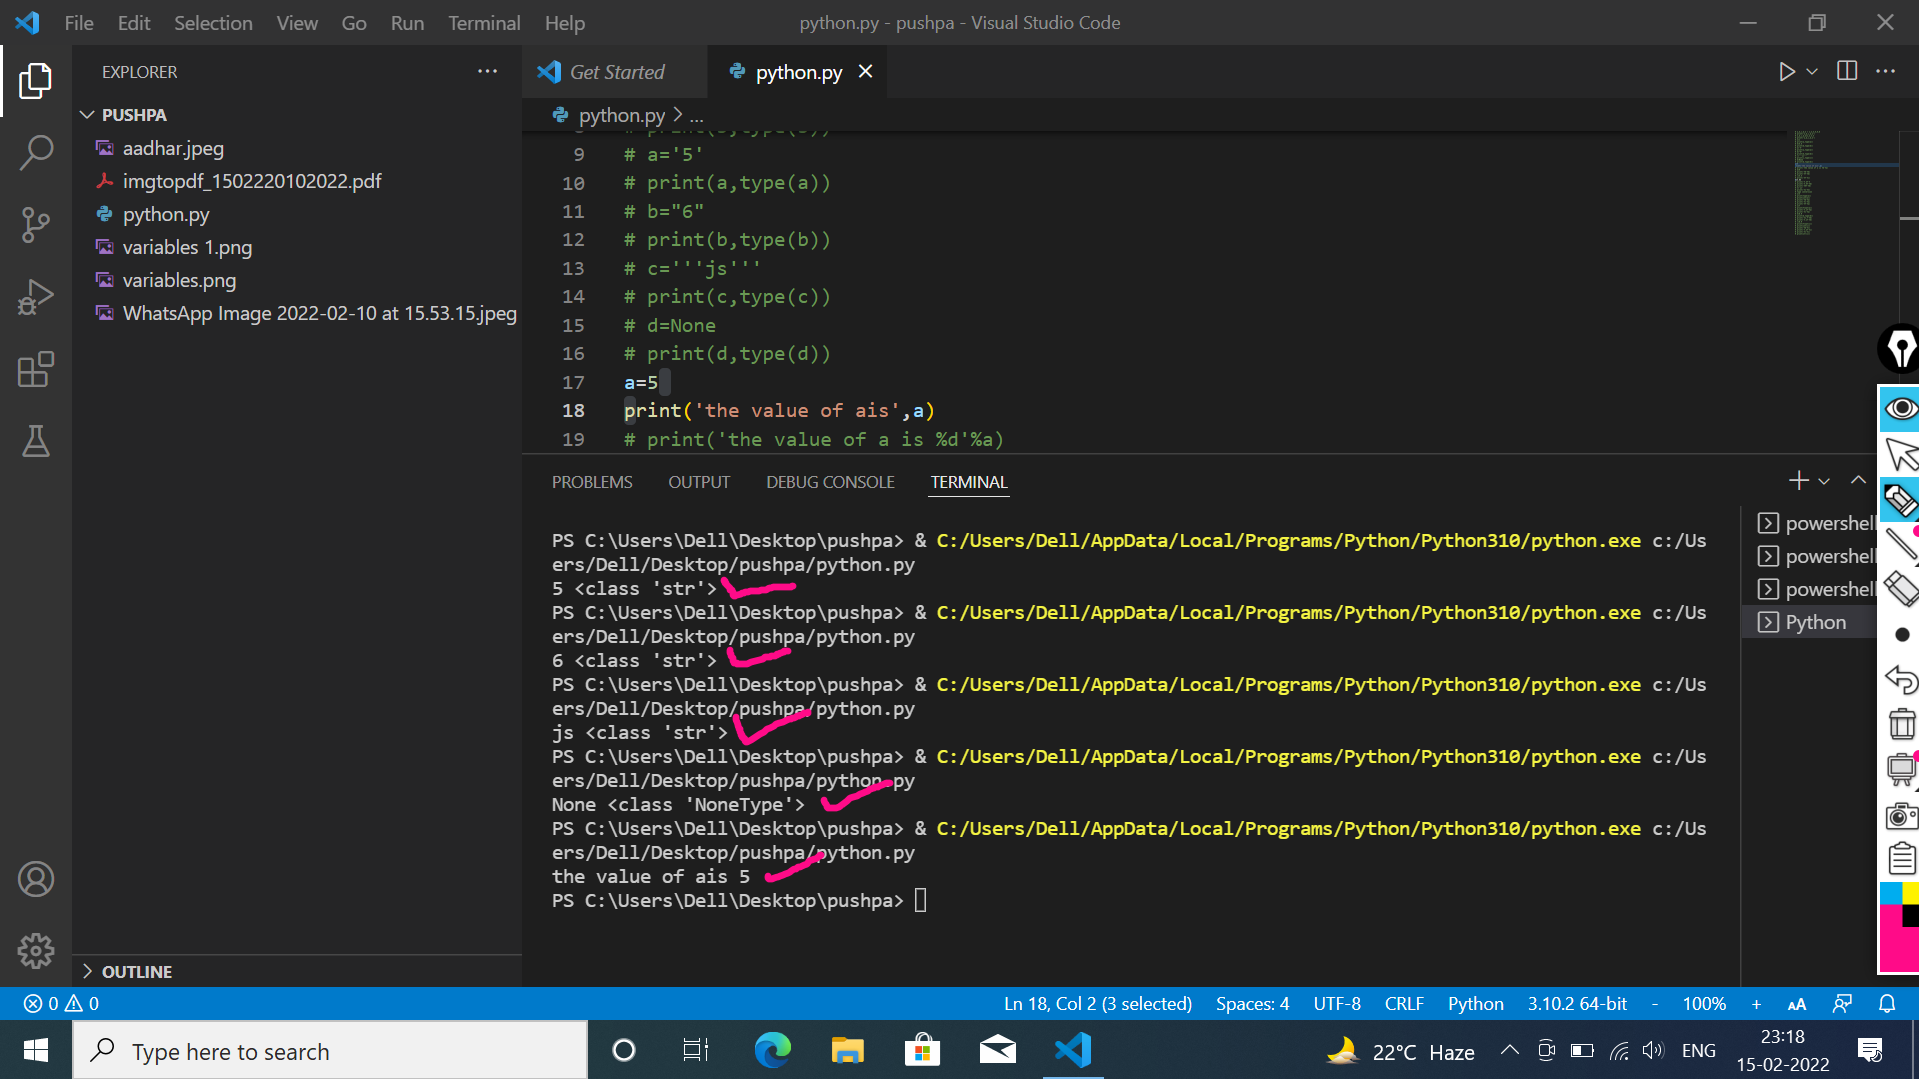 File Edit Selection View Go Run Terminal Help
python.py - pushpa - Visual Studio Code
EXPLORER
PUSHPA
aadhar.jpeg
imgtopdf_1502220102022.pdf
python.py
variables 1.png
variables.png
WhatsApp Image 2022-02-10 at 15.53.15.jpeg
OUTLINE
Get Started
python.py
python.py > ...
9 # a='5'
10 # print(a,type(a))
11 # b="6"
12 # print(b,type(b))
13 # c='''js'''
14 # print(c,type(c))
15 # d=None
16 # print(d,type(d))
17 a=5
18 print('the value of ais',a)
19 # print('the value of a is %d'%a)
PROBLEMS OUTPUT DEBUG CONSOLE TERMINAL
PS C:\Users\Dell\Desktop\pushpa> & C:/Users/Dell/AppData/Local/Programs/Python/Python310/python.exe c:/Us
ers/Dell/Desktop/pushpa/python.py
5 <class 'str'>
PS C:\Users\Dell\Desktop\pushpa> & C:/Users/Dell/AppData/Local/Programs/Python/Python310/python.exe c:/Us
ers/Dell/Desktop/pushpa/python.py
6 <class 'str'>
PS C:\Users\Dell\Desktop\pushpa> & C:/Users/Dell/AppData/Local/Programs/Python/Python310/python.exe c:/Us
ers/Dell/Desktop/pushpa/python.py
js <class 'str'>
PS C:\Users\Dell\Desktop\pushpa> & C:/Users/Dell/AppData/Local/Programs/Python/Python310/python.exe c:/Us
ers/Dell/Desktop/pushpa/python.py
None <class 'NoneType'>
PS C:\Users\Dell\Desktop\pushpa> & C:/Users/Dell/AppData/Local/Programs/Python/Python310/python.exe c:/Us
ers/Dell/Desktop/pushpa/python.py
the value of ais 5
PS C:\Users\Dell\Desktop\pushpa>
powershell
powershell
powershell
Python
0 0
Ln 18, Col 2 (3 selected) Spaces: 4 UTF-8 CRLF Python 3.10.2 64-bit - 100% +
Type here to search
22°C Haze
ENG
23:18
15-02-2022